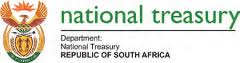 national treasury
Department:
National Treasury
REPUBLIC OF SOUTH AFRICA